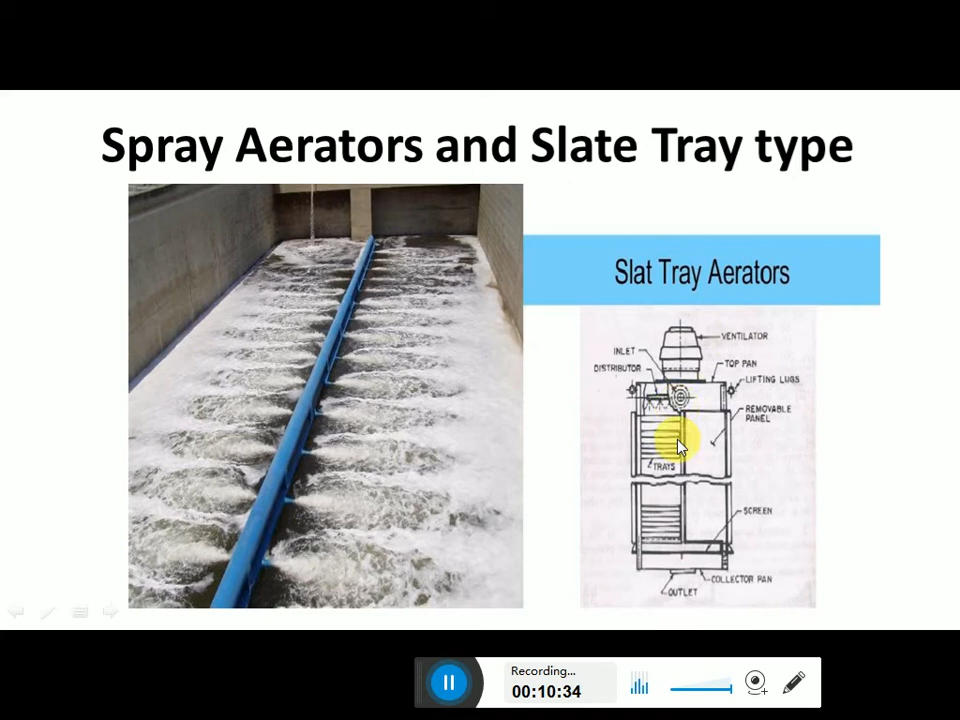 Spray Aerators and Slate Tray type
Slat Tray Aerators
VENTILATOR
INLET
TOP PAN
DISTRIBUTOR
LIFTING LUGS
REMOVABLE
PANEL
TRAYS
SCREEN
COLLECTOR PAN
OUTLET
Recording...
00:10:34